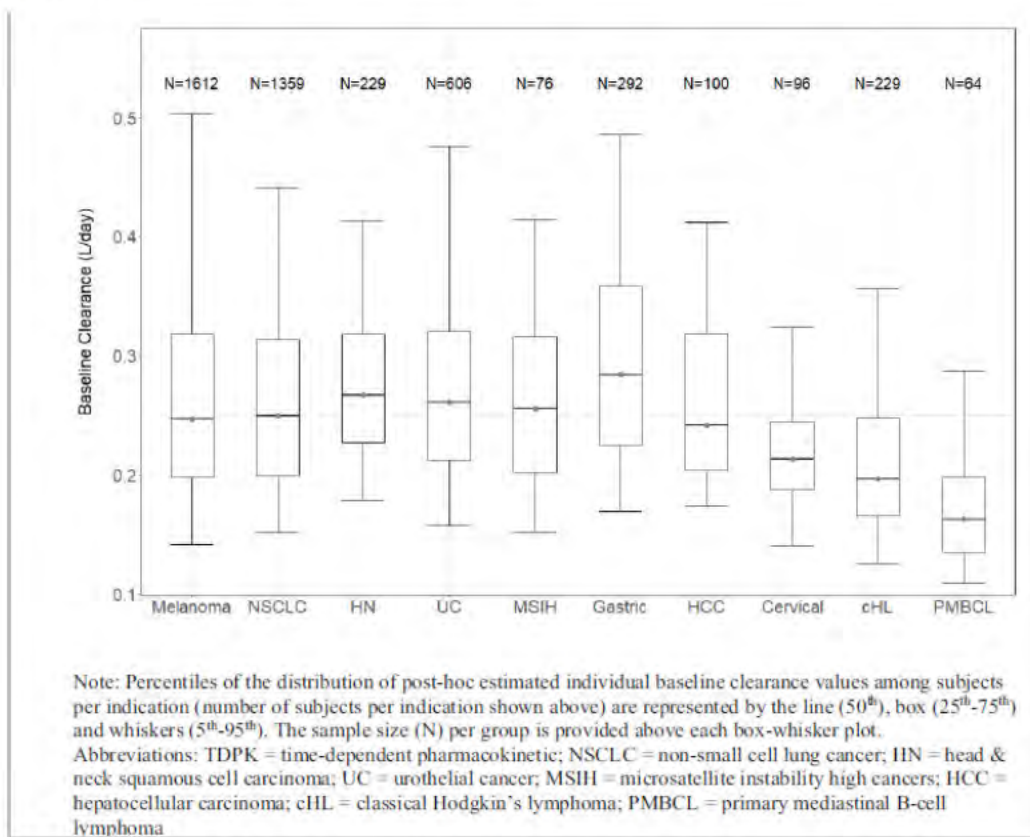 N=1612 N=1359 N=229 N=606 N=76 N=292 N=100 N=96 N=229 N=64
0.5
0.4
Baseline Clearance (L/day)
0.3
0.2
0.1
Melanoma NSCLC HN UC MSIH Gastric HCC Cervical cHL PMBCL
Note: Percentiles of the distribution of post-hoc estimated individual baseline clearance values among subjects
per indication (number of subjects per indication shown above) are represented by the line (50th), box (25th-75th)
and whiskers (5th-95th). The sample size (N) per group is provided above each box-whisker plot.
Abbreviations: TDPK = time-dependent pharmacokinetic; NSCLC = non-small cell lung cancer; HN = head &
neck squamous cell carcinoma; UC = urothelial cancer; MSIH = microsatellite instability high cancers; HCC =
hepatocellular carcinoma; cHL = classical Hodgkin's lymphoma; PMBCL = primary mediastinal B-cell
lymphoma